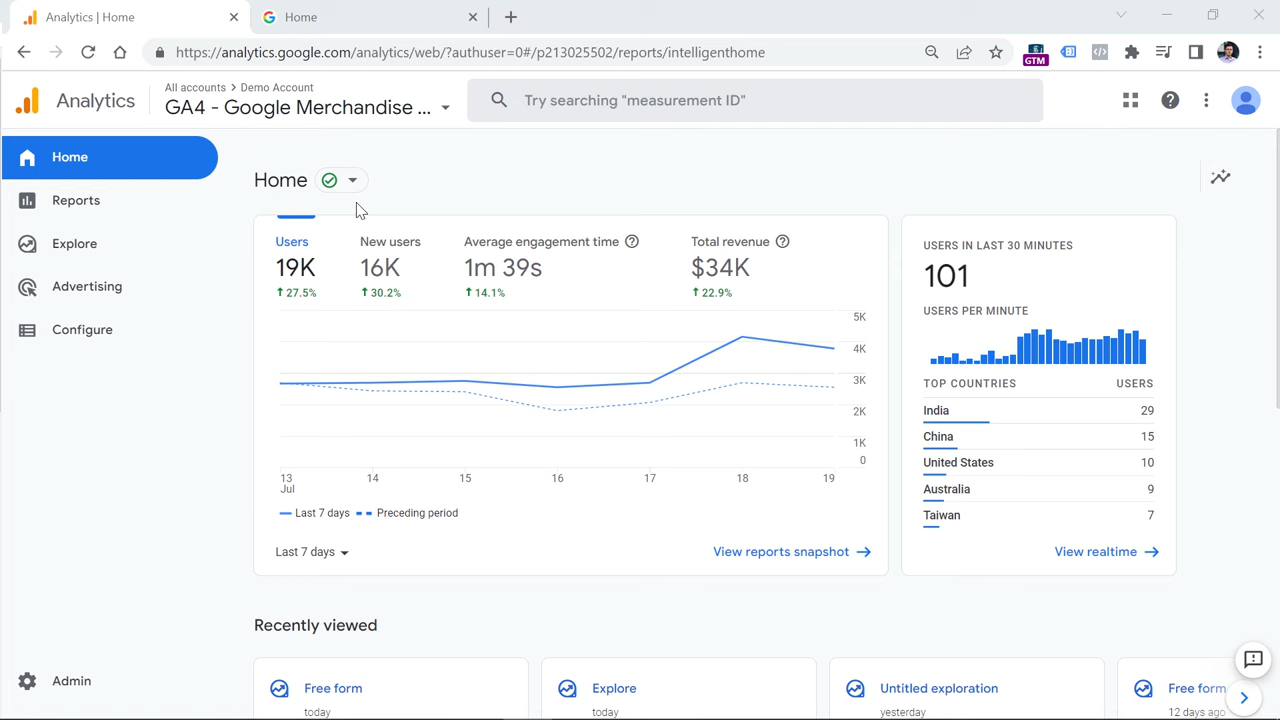 Analytics | Home
Home
https://analytics.google.com/analytics/web/?authuser=0#/p213025502/reports/intelligenthome
GTM
Analytics
All accounts > Demo Account
GA4 - Google Merchandise ...
Try searching "measurement ID"
Home
Reports
Explore
Advertising
Configure
Admin
Home
Users
19K
27.5%
New users
16K
30.2%
Average engagement time
1m 39s
14.1%
Total revenue
$34K
22.9%
5K
4K
3K
2K
1K
0
13
Jul
14
15
16
17
18
19
Last 7 days
Preceding period
Last 7 days
View reports snapshot
USERS IN LAST 30 MINUTES
101
USERS PER MINUTE
TOP COUNTRIES USERS
India 29
China 15
United States 10
Australia 9
Taiwan 7
View realtime
Recently viewed
Free form
today
Explore
today
Untitled exploration
yesterday
Free form
12 days ago